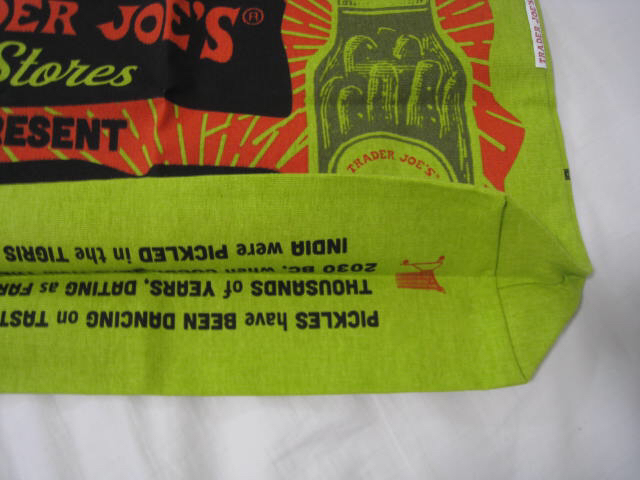 DER JOE'S®
Stores
RESENT
TRADER JOE'S®
TRADER JOE'S
PICKLES have BEEN DANCING on TAST
THOUSANDS of YEARS, DATING as FAR
2030 BC, when
INDIA were PICKLED in the TIGRIS